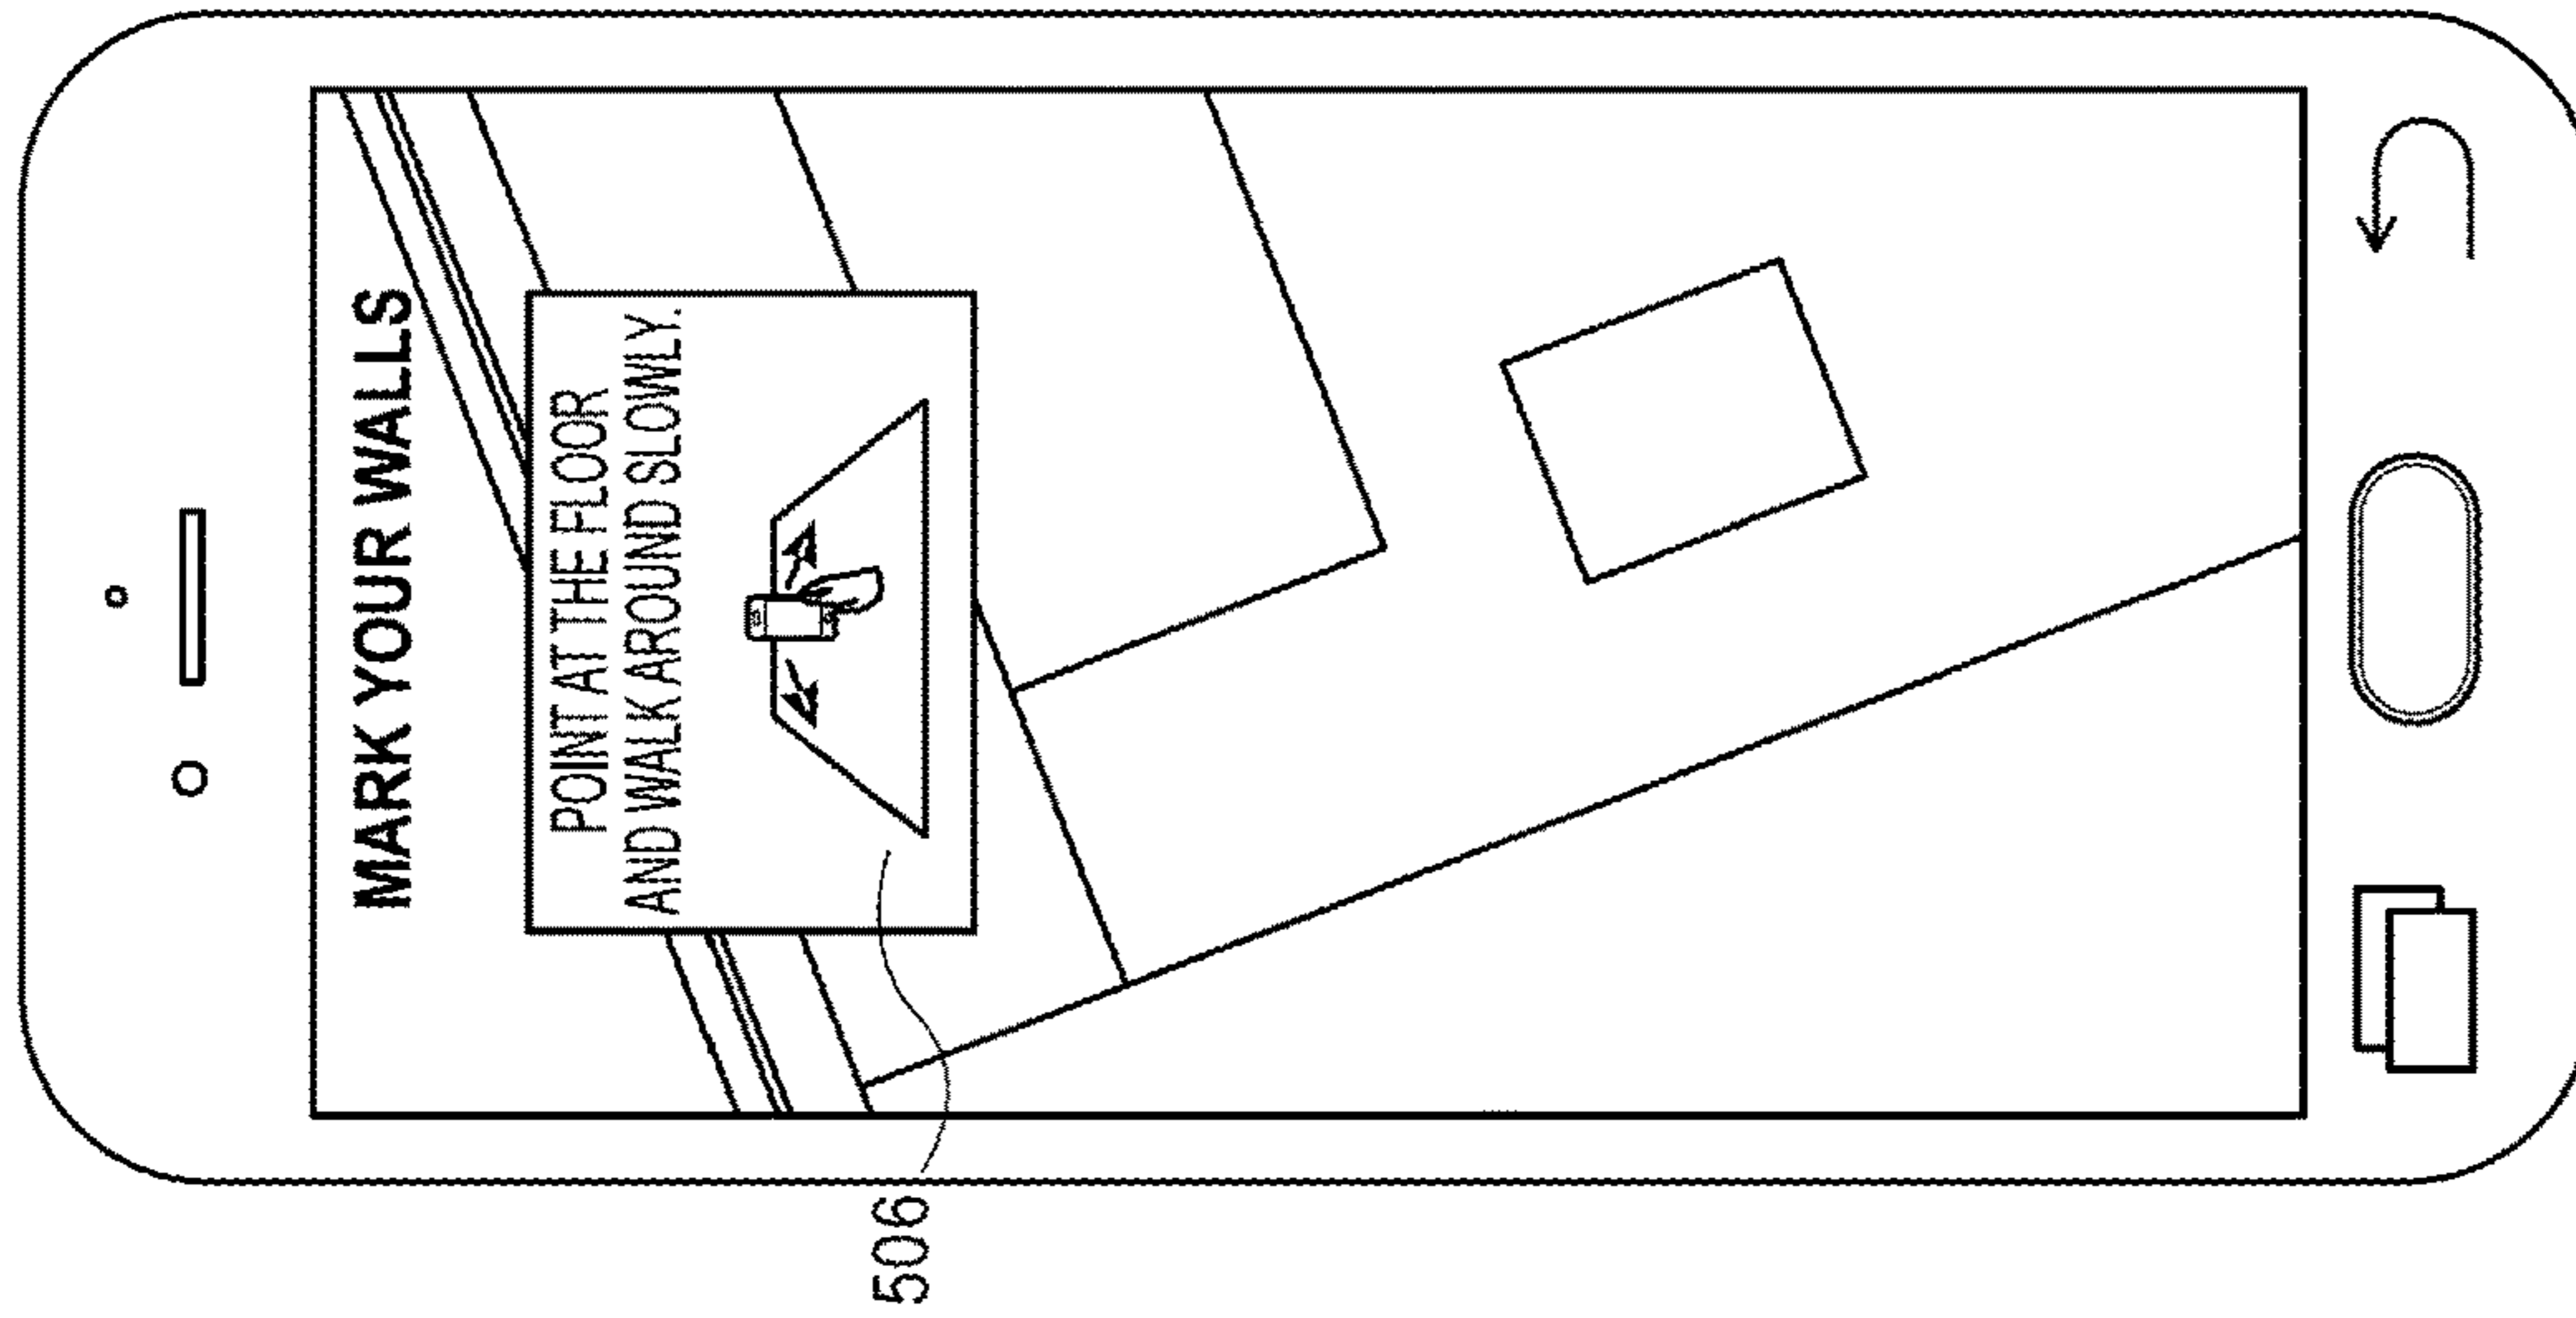 MARK YOUR WALLS
POINT AT THE FLOOR
AND WALK AROUND SLOWLY.
506